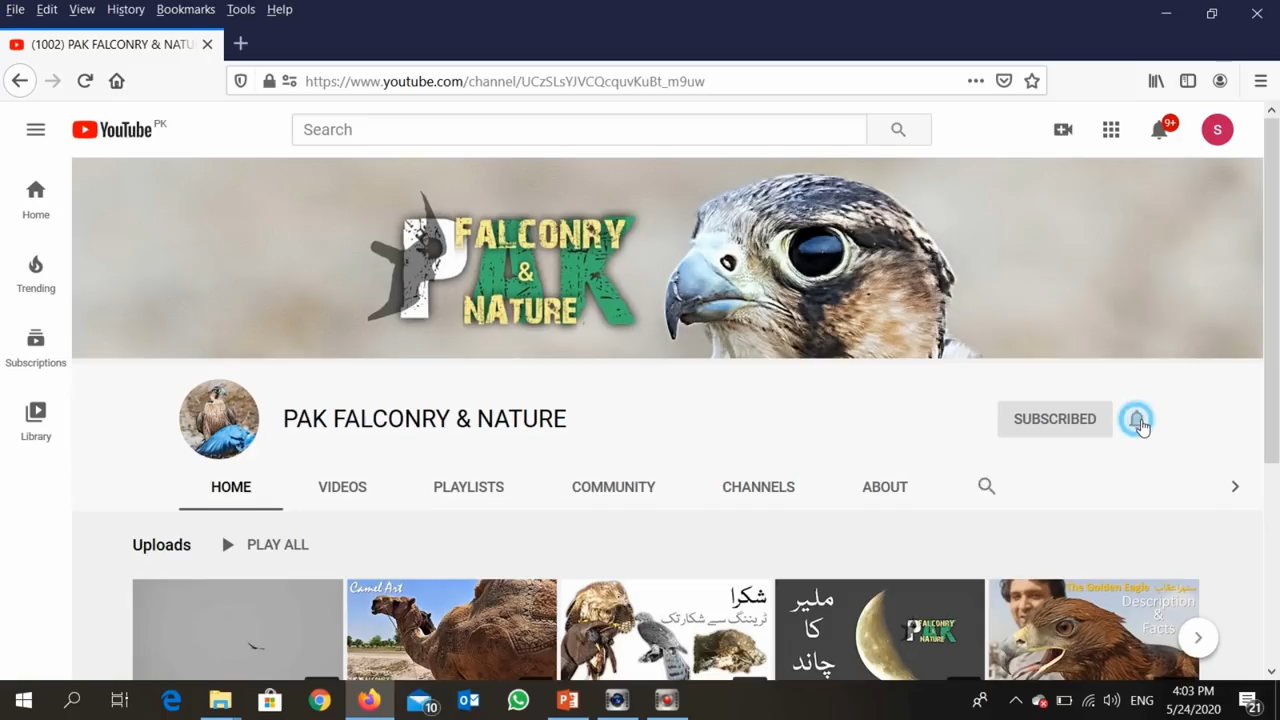 File Edit View History Bookmarks Tools Help
(1002) PAK FALCONRY & NATU
https://www.youtube.com/channel/UCzSLsYJVCQcquvKuBt_m9uw
YouTube PK
Search
9+
S
Home
Trending
Subscriptions
Library
PAK
FALCONRY
&
NATURE
PAK FALCONRY & NATURE
SUBSCRIBED
HOME VIDEOS PLAYLISTS COMMUNITY CHANNELS ABOUT
Uploads PLAY ALL
Camel Art
شکرا
ٹریننگ سے شکار تک
ملیر
کا
چاند
FALCONRY
PAK
NATURE
The Golden Eagle سنہرا عقاب
Description
& Facts
10
ENG
4:03 PM
5/24/2020
21